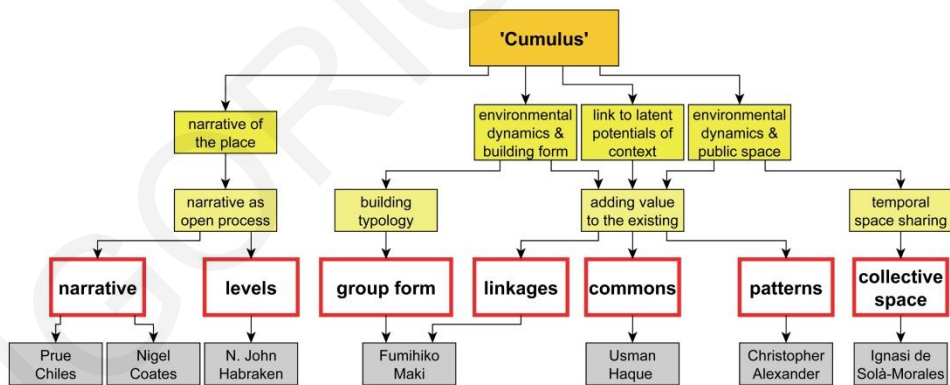 'Cumulus'
narrative of
the place
environmental
dynamics &
building form
link to latent
potentials of
context
environmental
dynamics &
public space
narrative as
open process
building
typology
adding value
to the existing
temporal
space sharing
narrative
levels
group form
linkages
commons
patterns
collective
space
Prue
Chiles
Nigel
Coates
N. John
Habraken
Fumihiko
Maki
Usman
Haque
Christopher
Alexander
Ignasi de
Solà-Morales